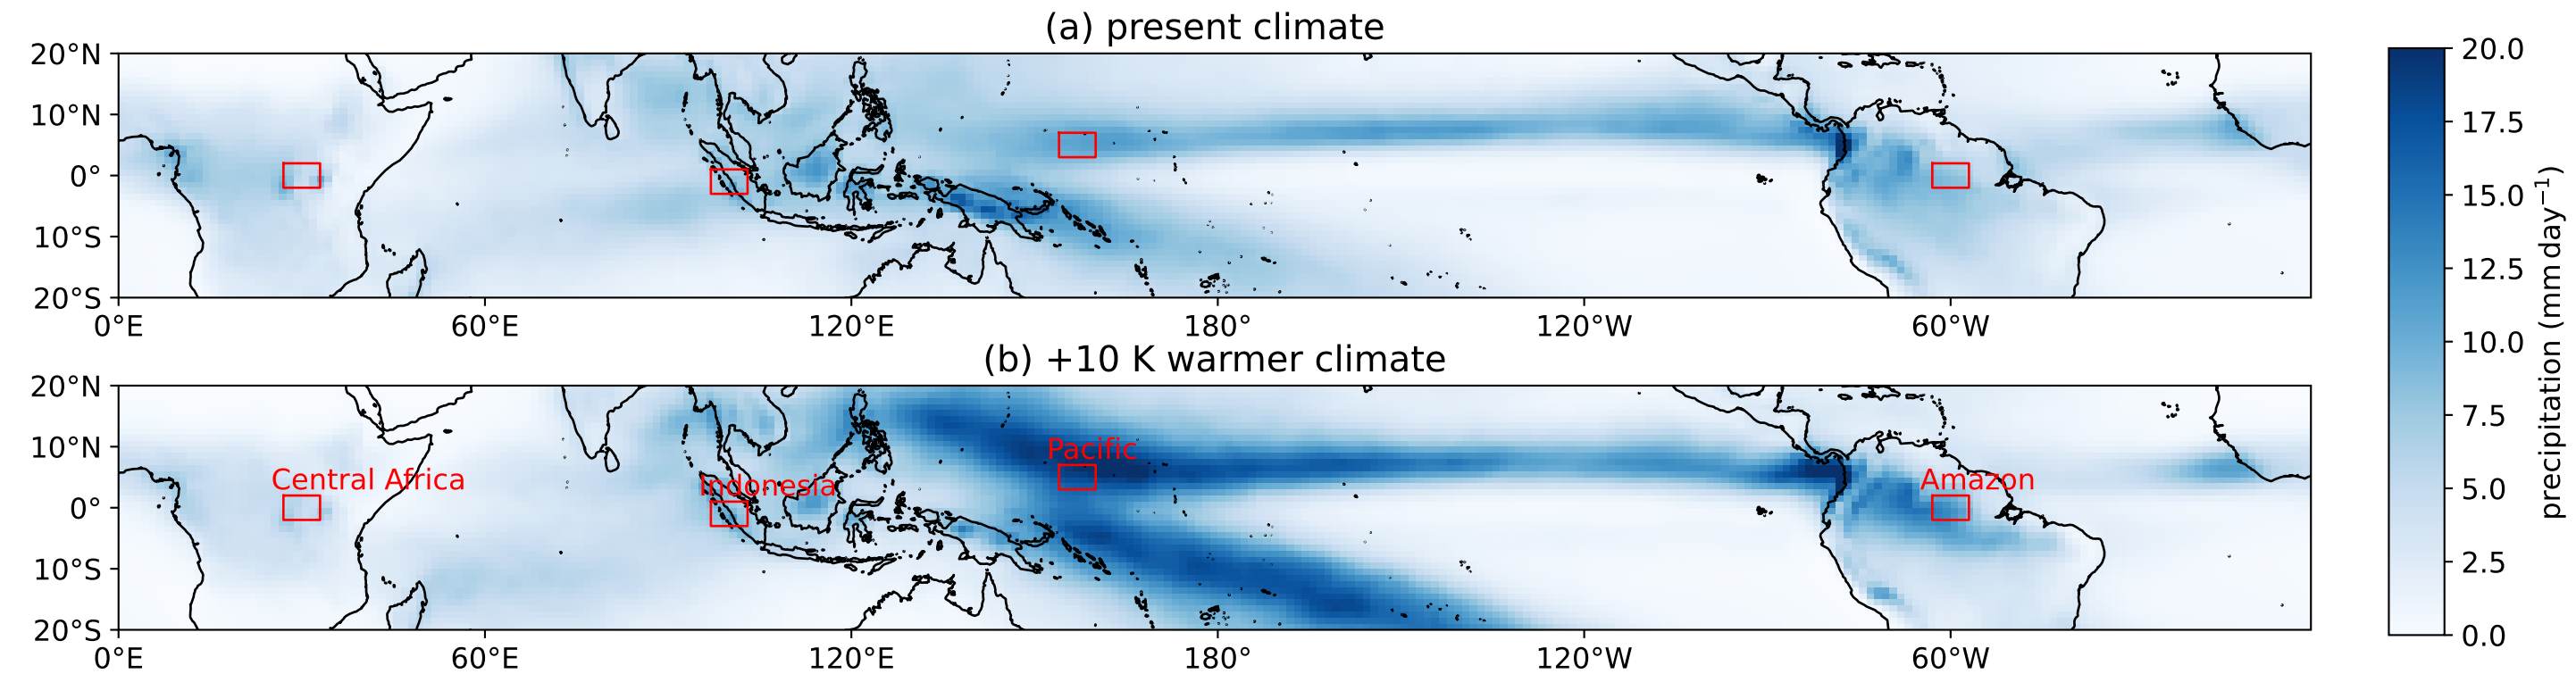 (a) present climate
20°N
10°N
0°
10°S
20°S
0°E 60°E 120°E 180° 120°W 60°W
(b) +10 K warmer climate
20°N
10°N
0°
10°S
20°S
Central Africa
Indonesia
Pacific
Amazon
0°E 60°E 120°E 180° 120°W 60°W
20.0
17.5
15.0
12.5
10.0
7.5
5.0
2.5
0.0
precipitation (mm day⁻¹)